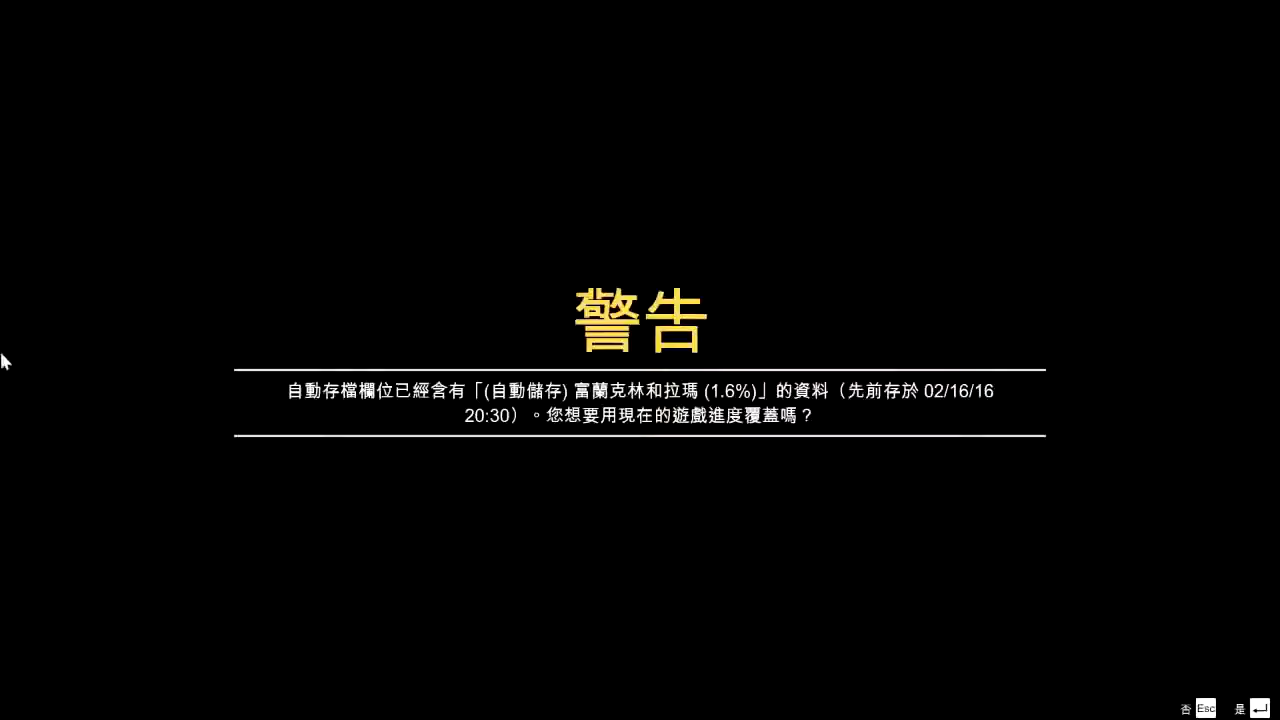 警告
自動存檔欄位已經含有「(自動儲存) 富蘭克林和拉瑪 (1.6%)」的資料（先前存於 02/16/16
20:30）。您想要用現在的遊戲進度覆蓋嗎？
否 Esc 是